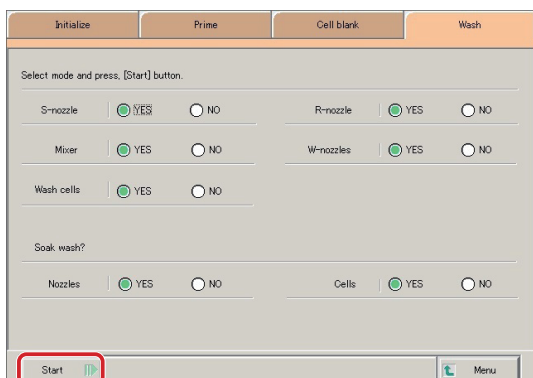 Initialize Prime Cell blank Wash
Select mode and press, [Start] button.
S-nozzle YES NO R-nozzle YES NO
Mixer YES NO W-nozzles YES NO
Wash cells YES NO
Soak wash?
Nozzles YES NO Cells YES NO
Start Menu